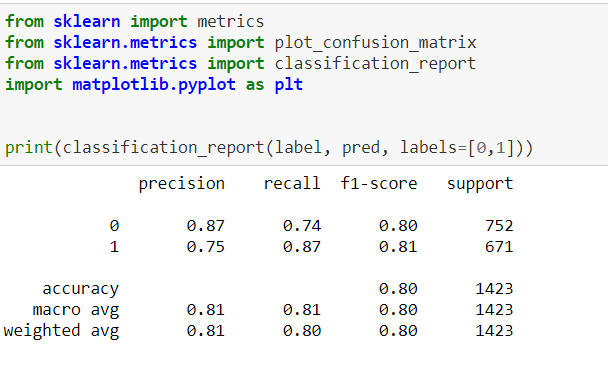 from sklearn import metrics
from sklearn.metrics import plot_confusion_matrix
from sklearn.metrics import classification_report
import matplotlib.pyplot as plt
print(classification_report(label, pred, labels=[0,1]))
precision recall f1-score support
0 0.87 0.74 0.80 752
1 0.75 0.87 0.81 671
accuracy 0.80 1423
macro avg 0.81 0.81 0.80 1423
weighted avg 0.81 0.80 0.80 1423